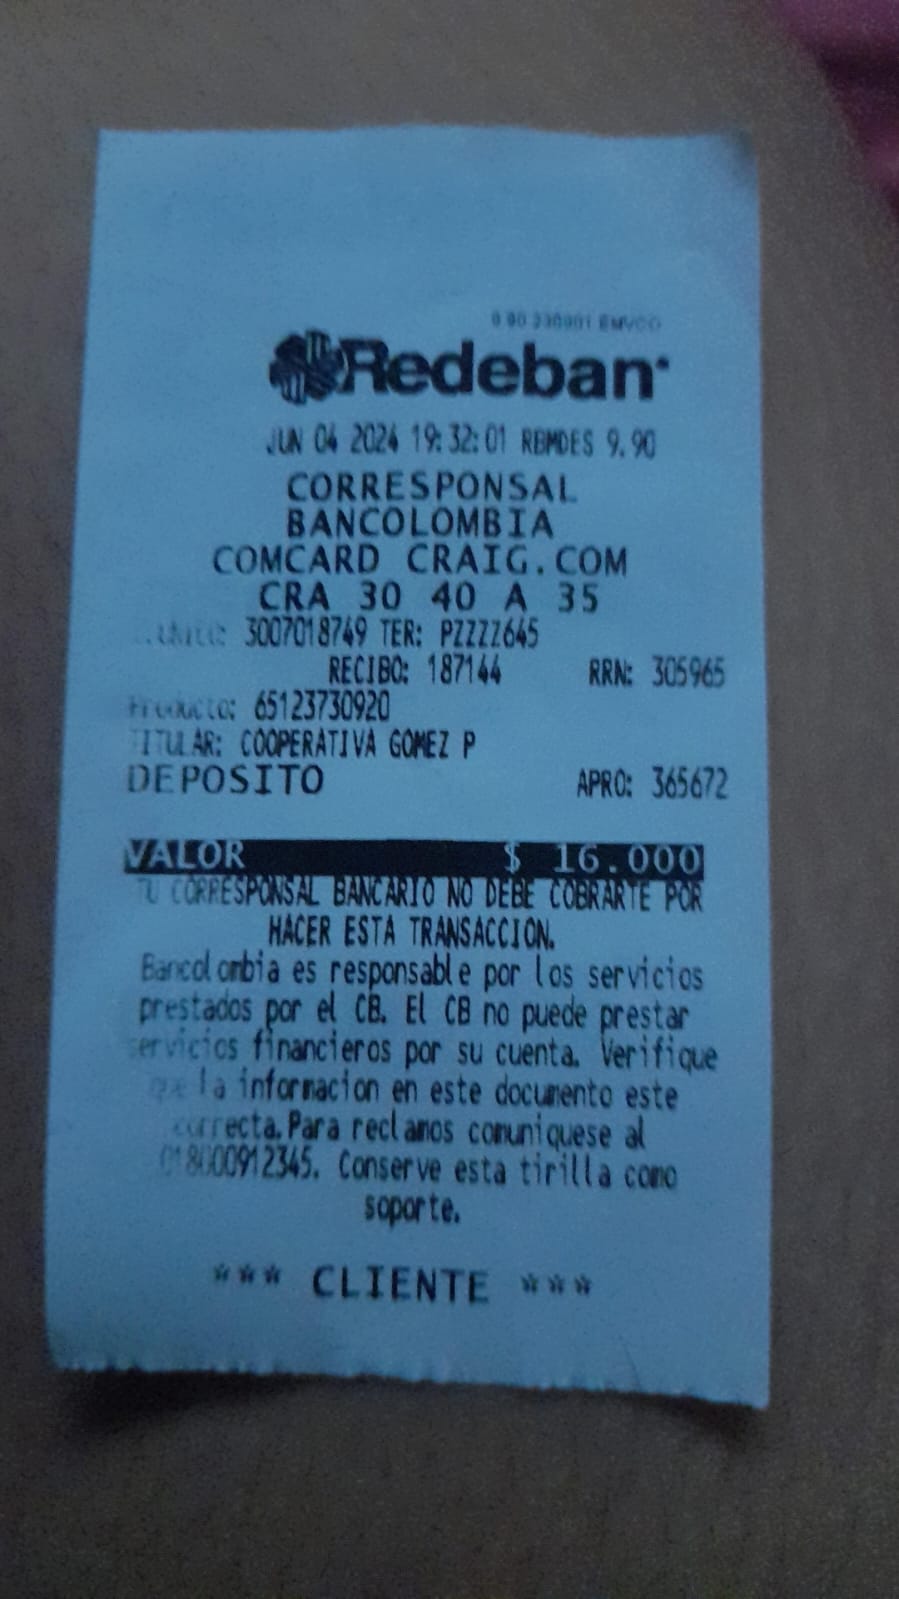 Redeban
JUN 04 2024 19:32:01 RBMDES 9.90
CORRESPONSAL
BANCOLOMBIA
COMCARD CRAIG.COM
CRA 30 40 A 35
3007018749 TER: PZZZZ645
RECIBO: 187144 RRN: 305965
Producto: 65123730920
TITULAR: COOPERATIVA GOMEZ P
DEPOSITO APRO: 365672
VALOR $ 16.000
TU CORRESPONSAL BANCARIO NO DEBE COBRARTE POR
HACER ESTA TRANSACCION.
Bancolombia es responsable por los servicios
prestados por el CB. El CB no puede prestar
servicios financieros por su cuenta. Verifique
que la informacion en este documento este
correcta.Para reclamos comuniquese al
018000912345. Conserve esta tirilla como
soporte.
*** CLIENTE ***